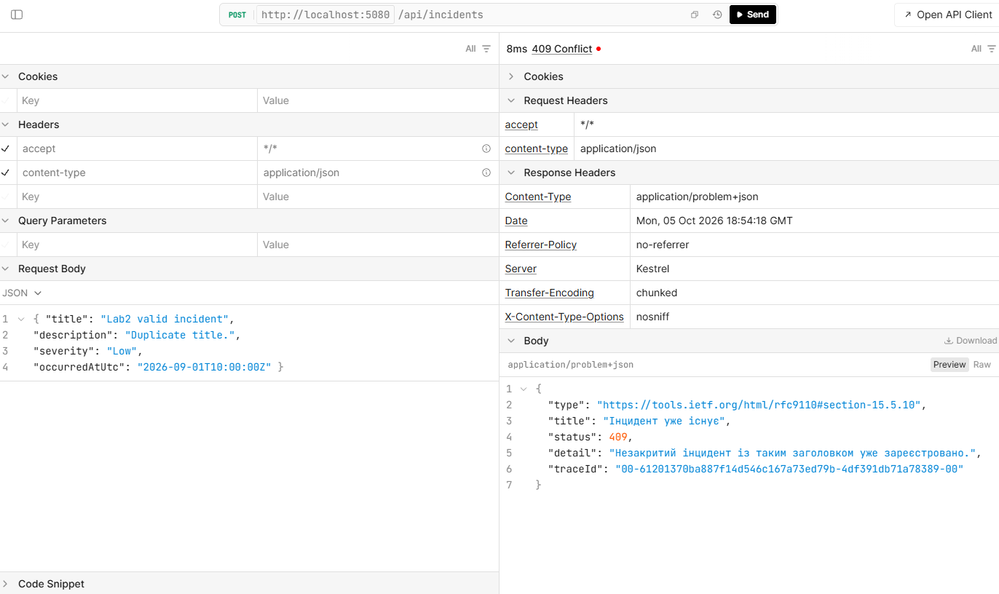 POST http://localhost:5080 /api/incidents Send Open API Client
All
8ms 409 Conflict All
Cookies
Key Value
Headers
accept */*
content-type application/json
Key Value
Query Parameters
Key Value
Request Body
JSON
1 { "title": "Lab2 valid incident",
2 "description": "Duplicate title.",
3 "severity": "Low",
4 "occurredAtUtc": "2026-09-01T10:00:00Z" }
Code Snippet
Cookies
Request Headers
accept */*
content-type application/json
Response Headers
Content-Type application/problem+json
Date Mon, 05 Oct 2026 18:54:18 GMT
Referrer-Policy no-referrer
Server Kestrel
Transfer-Encoding chunked
X-Content-Type-Options nosniff
Body Download
application/problem+json Preview Raw
1 {
2 "type": "https://tools.ietf.org/html/rfc9110#section-15.5.10",
3 "title": "Інцидент уже існує",
4 "status": 409,
5 "detail": "Незакритий інцидент із таким заголовком уже зареєстровано.",
6 "traceId": "00-61201370ba887f14d546c167a73ed79b-4df391db71a78389-00"
7 }